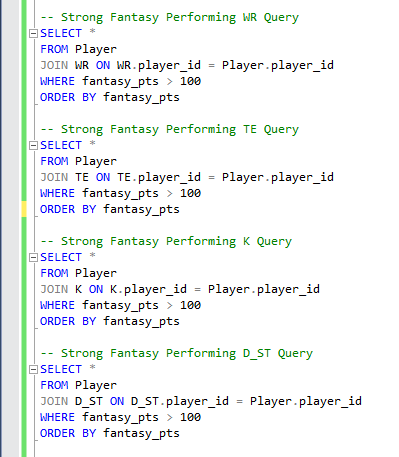 -- Strong Fantasy Performing WR Query
SELECT *
FROM Player
JOIN WR ON WR.player_id = Player.player_id
WHERE fantasy_pts > 100
ORDER BY fantasy_pts
-- Strong Fantasy Performing TE Query
SELECT *
FROM Player
JOIN TE ON TE.player_id = Player.player_id
WHERE fantasy_pts > 100
ORDER BY fantasy_pts
-- Strong Fantasy Performing K Query
SELECT *
FROM Player
JOIN K ON K.player_id = Player.player_id
WHERE fantasy_pts > 100
ORDER BY fantasy_pts
-- Strong Fantasy Performing D_ST Query
SELECT *
FROM Player
JOIN D_ST ON D_ST.player_id = Player.player_id
WHERE fantasy_pts > 100
ORDER BY fantasy_pts